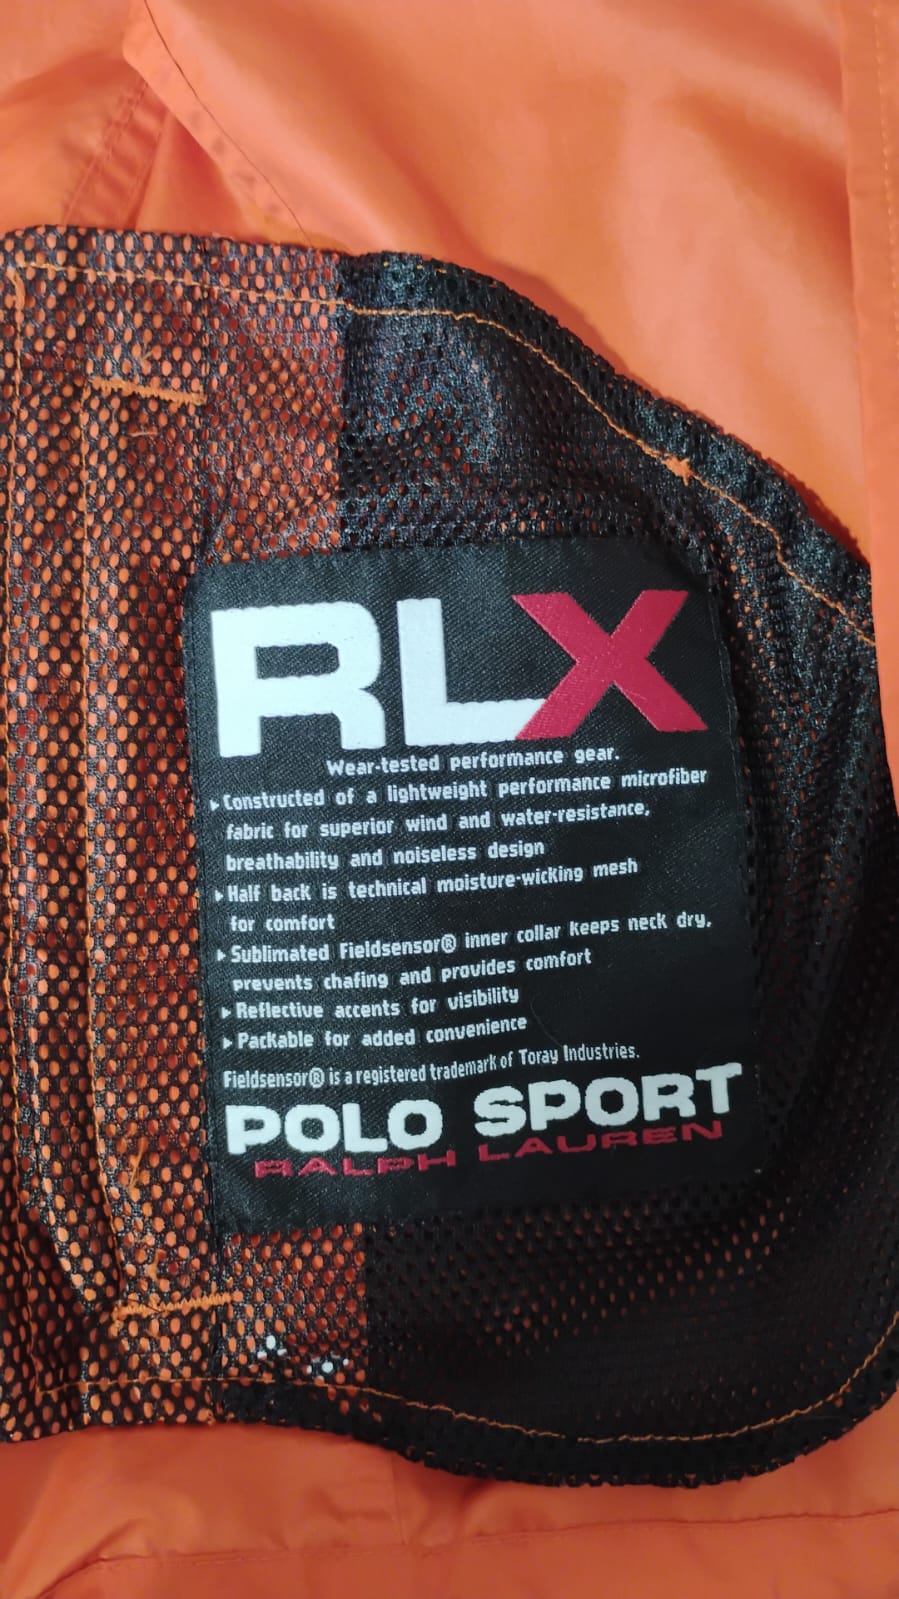 RLX
Wear-tested performance gear.
▸Constructed of a lightweight performance microfiber
fabric for superior wind and water-resistance,
breathability and noiseless design
▸Half back is technical moisture-wicking mesh
for comfort
▸Sublimated Fieldsensor® inner collar keeps neck dry,
prevents chafing and provides comfort
▸Reflective accents for visibility
▸Packable for added convenience
Fieldsensor® is a registered trademark of Toray Industries.
POLO SPORT
RALPH LAUREN